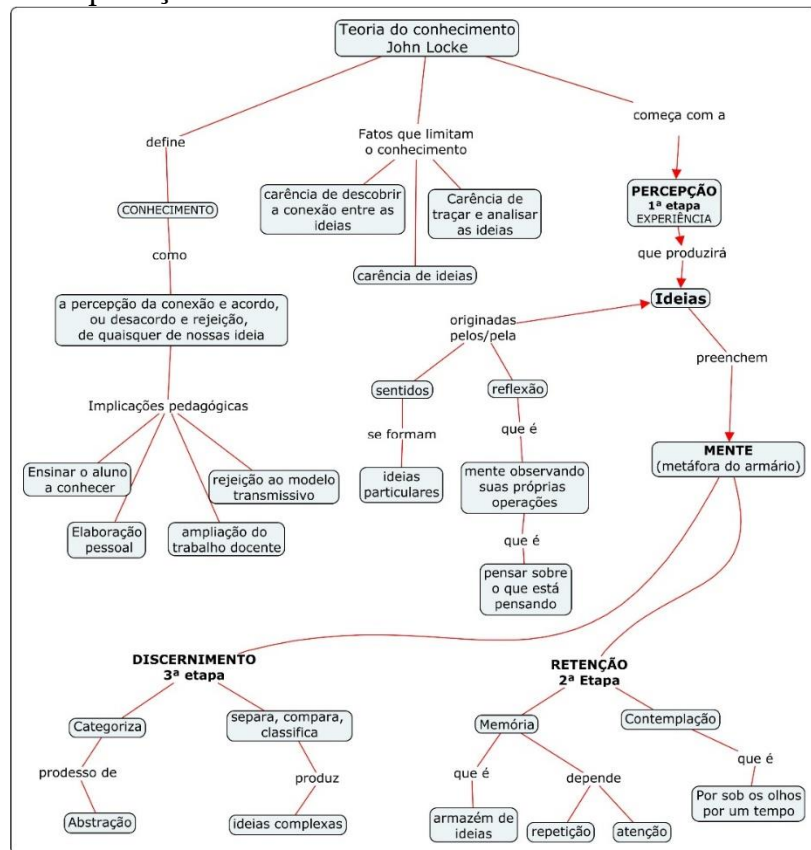 Teoria do conhecimento
John Locke
define
Fatos que limitam
o conhecimento
começa com a
CONHECIMENTO
carência de descobrir
a conexão entre as
ideias
Carência de
traçar e analisar
as ideias
carência de ideias
PERCEPÇÃO
1ª etapa
EXPERIÊNCIA
como
que produzirá
Ideias
a percepção da conexão e acordo,
ou desacordo e rejeição,
de quaisquer de nossas ideia
originadas
pelos/pela
preenchem
sentidos
reflexão
Implicações pedagógicas
se formam
que é
MENTE
(metáfora do armário)
Ensinar o aluno
a conhecer
rejeição ao modelo
transmissivo
ideias
particulares
mente observando
suas próprias
operações
Elaboração
pessoal
ampliação do
trabalho docente
que é
pensar sobre
o que está
pensando
DISCERNIMENTO
3ª etapa
RETENÇÃO
2ª Etapa
Categoriza
separa, compara,
classifica
Memória
Contemplação
prodesso de
produz
que é
depende
que é
Abstração
ideias complexas
armazém de
ideias
repetição
atenção
Por sob os olhos
por um tempo